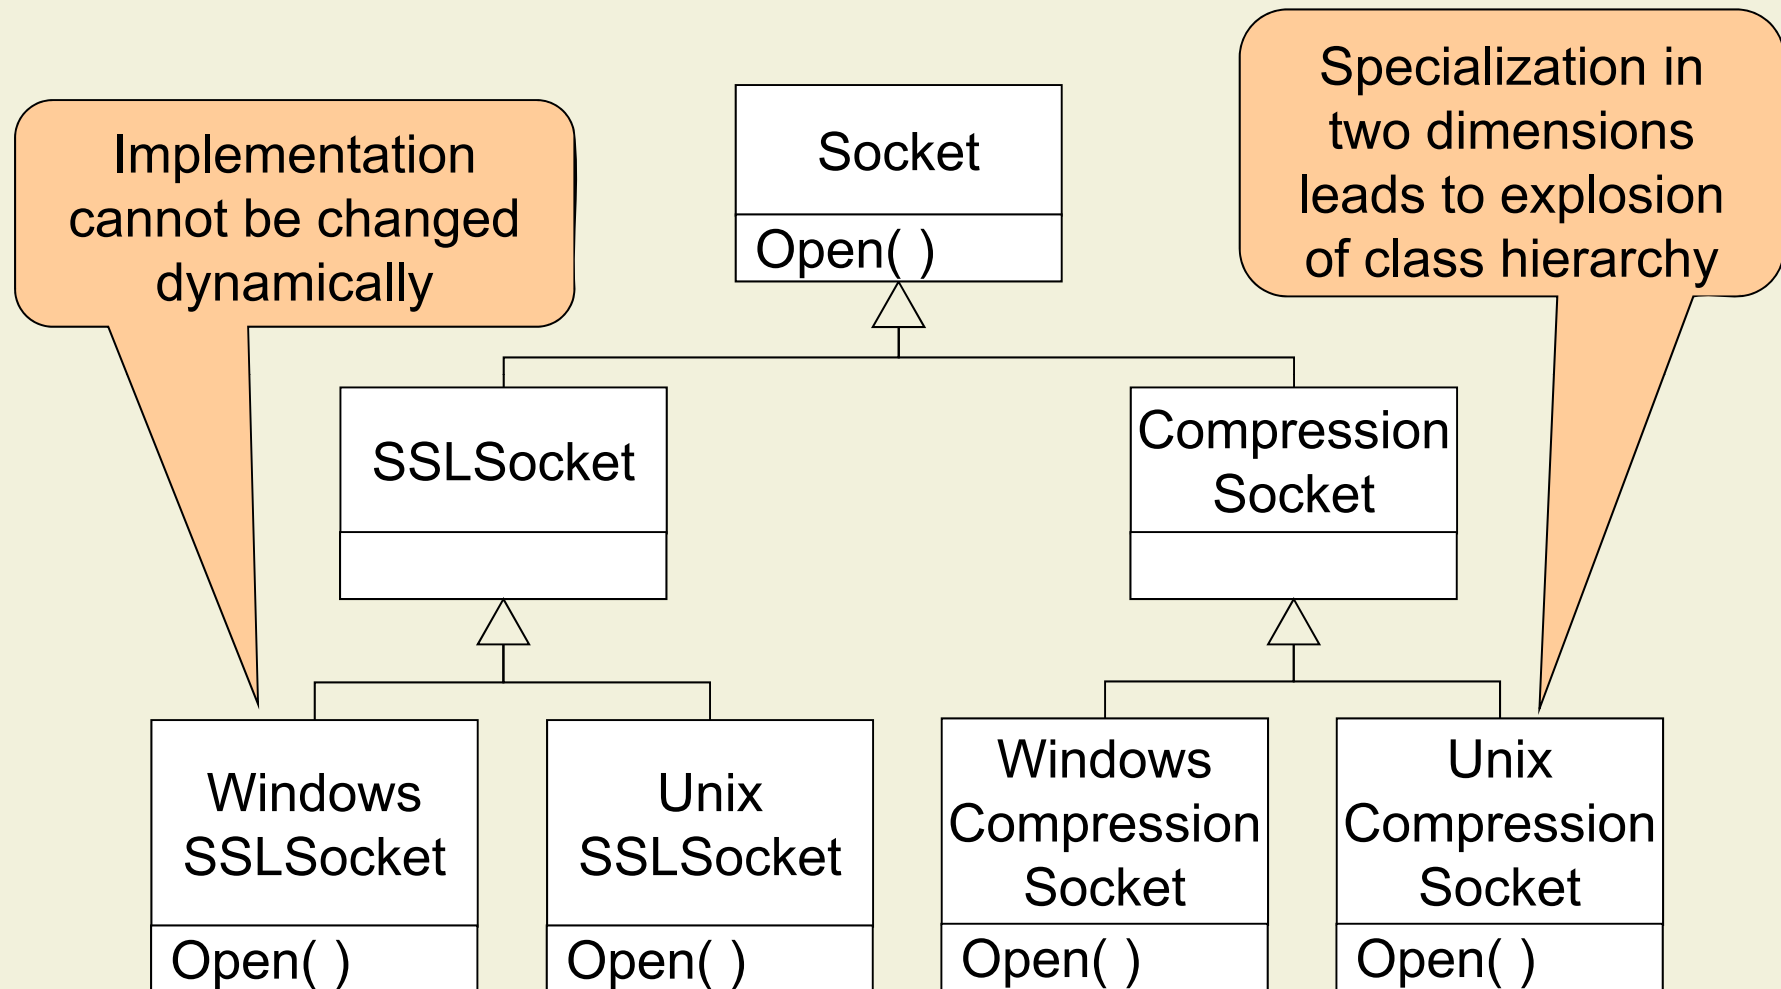 Implementation
cannot be changed
dynamically
Specialization in
two dimensions
leads to explosion
of class hierarchy
Socket
Open( )
SSLSocket
Compression
Socket
Windows
SSLSocket
Open( )
Unix
SSLSocket
Open( )
Windows
Compression
Socket
Open( )
Unix
Compression
Socket
Open( )